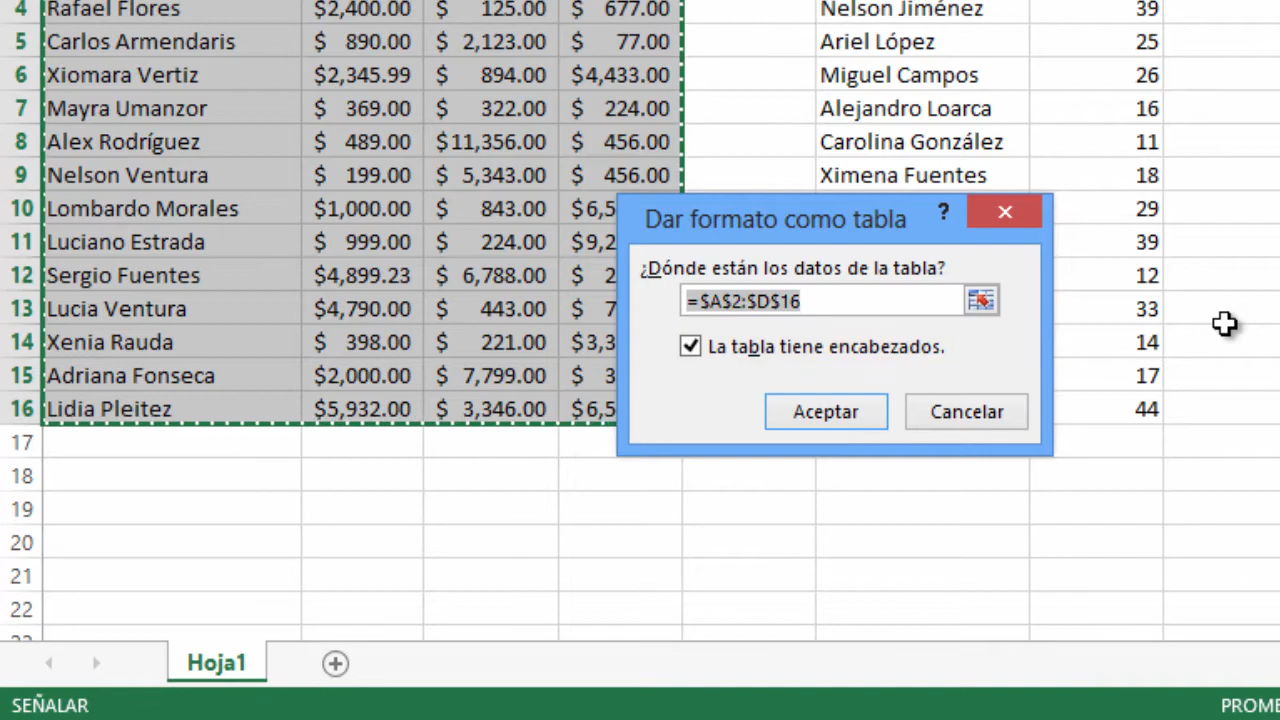 4 Rafael Flores $2,400.00 $ 125.00 $ 677.00 Nelson Jiménez 39
5 Carlos Armendaris $ 890.00 $ 2,123.00 $ 77.00 Ariel López 25
6 Xiomara Vertiz $2,345.99 $ 894.00 $4,433.00 Miguel Campos 26
7 Mayra Umanzor $ 369.00 $ 322.00 $ 224.00 Alejandro Loarca 16
8 Alex Rodríguez $ 489.00 $11,356.00 $ 456.00 Carolina González 11
9 Nelson Ventura $ 199.00 $ 5,343.00 $ 456.00 Ximena Fuentes 18
10 Lombardo Morales $1,000.00 $ 843.00 $6,5 29
11 Luciano Estrada $ 999.00 $ 224.00 $9,2 39
12 Sergio Fuentes $4,899.23 $ 6,788.00 $ 2 12
13 Lucia Ventura $4,790.00 $ 443.00 $ 7 33
14 Xenia Rauda $ 398.00 $ 221.00 $3,3 14
15 Adriana Fonseca $2,000.00 $ 7,799.00 $ 3 17
16 Lidia Pleitez $5,932.00 $ 3,346.00 $6,5 44
17
18
19
20
21
22
Dar formato como tabla ?
¿Dónde están los datos de la tabla?
=$A$2:$D$16
La tabla tiene encabezados.
Aceptar Cancelar
Hoja1
SEÑALAR PROME